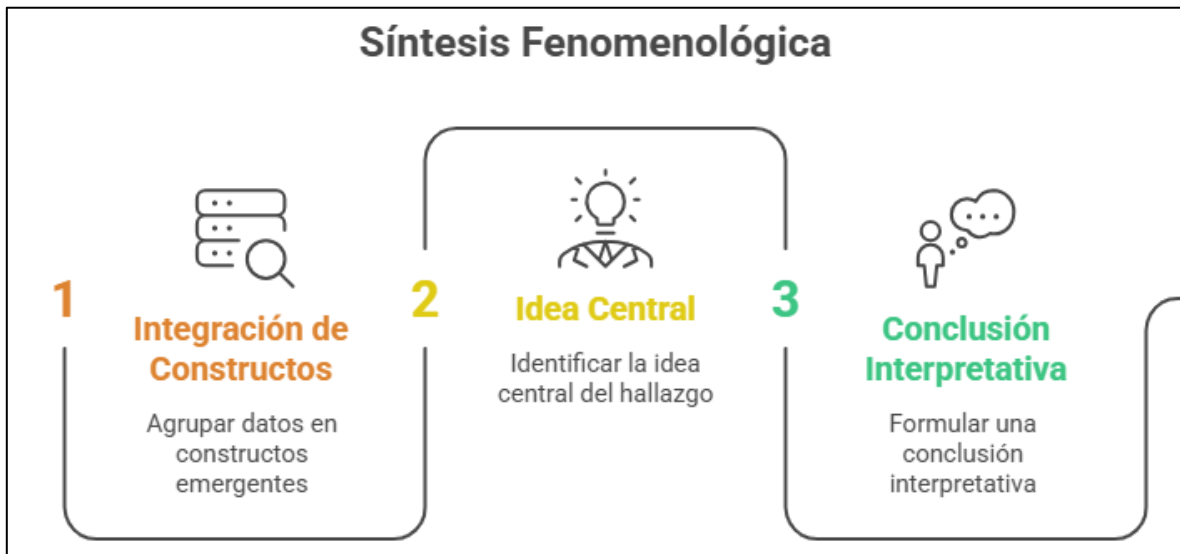 Síntesis Fenomenológica
1
Integración de
Constructos
Agrupar datos en
constructos
emergentes
2
Idea Central
Identificar la idea
central del hallazgo
3
Conclusión
Interpretativa
Formular una
conclusión
interpretativa